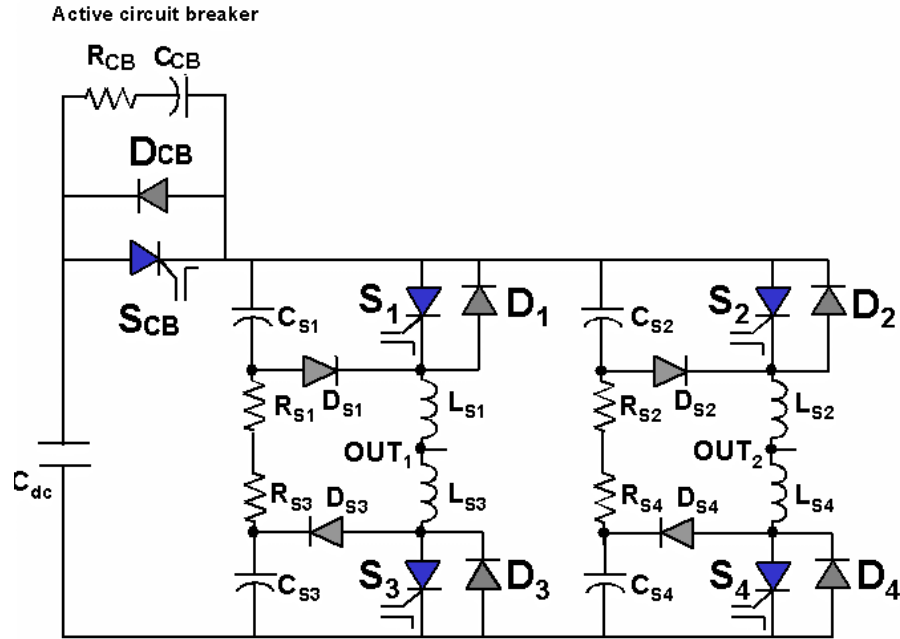 Active circuit breaker
RCB CCB
DCB
SCB
CS1 S1 D1 CS2 S2 D2
DS1 DS2
RS1 LS1 RS2 LS2
OUT1 OUT2
RS3 DS3 LS3 RS4 DS4 LS4
Cdc
CS3 S3 D3 CS4 S4 D4